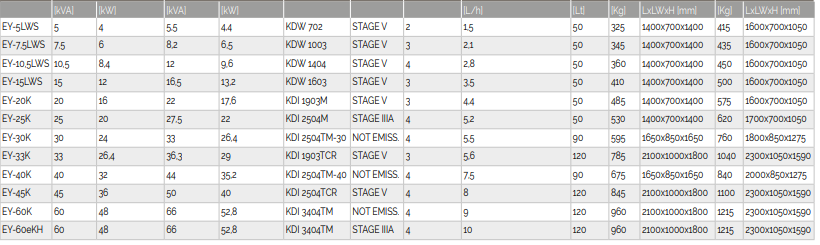 [kVA] [kW] [kVA] [kW] [L/h] [Lt] [Kg] LxLWxH [mm] [Kg] LxLWxH [mm]
EY-5LWS 5 4 5,5 4,4 KDW 702 STAGE V 2 1,5 50 325 1400x700x1400 415 1600x700x1050
EY-7,5LWS 7,5 6 8,2 6,5 KDW 1003 STAGE V 3 2,1 50 345 1400x700x1400 435 1600x700x1050
EY-10,5LWS 10,5 8,4 12 9,6 KDW 1404 STAGE V 4 2,8 50 360 1400x700x1400 450 1600x700x1050
EY-15LWS 15 12 16,5 13,2 KDW 1603 STAGE V 3 3,5 50 410 1400x700x1400 500 1600x700x1050
EY-20K 20 16 22 17,6 KDI 1903M STAGE V 3 4,4 50 485 1400x700x1400 575 1600x700x1050
EY-25K 25 20 27,5 22 KDI 2504M STAGE IIIA 4 5,2 50 530 1400x700x1400 620 1700x700x1050
EY-30K 30 24 33 26,4 KDI 2504TM-30 NOT EMISS. 4 5,5 90 595 1650x850x1650 760 1800x850x1275
EY-33K 33 26,4 36,3 29 KDI 1903TCR STAGE V 3 5,6 120 785 2100x1000x1800 1040 2300x1050x1590
EY-40K 40 32 44 35,2 KDI 2504TM-40 NOT EMISS. 4 7,5 90 675 1650x850x1650 840 2000x850x1275
EY-45K 45 36 50 40 KDI 2504TCR STAGE V 4 8 120 845 2100x1000x1800 1100 2300x1050x1590
EY-60K 60 48 66 52,8 KDI 3404TM NOT EMISS. 4 9 120 960 2100x1000x1800 1215 2300x1050x1590
EY-60eKH 60 48 66 52,8 KDI 3404TM STAGE IIIA 4 10 120 960 2100x1000x1800 1215 2300x1050x1590